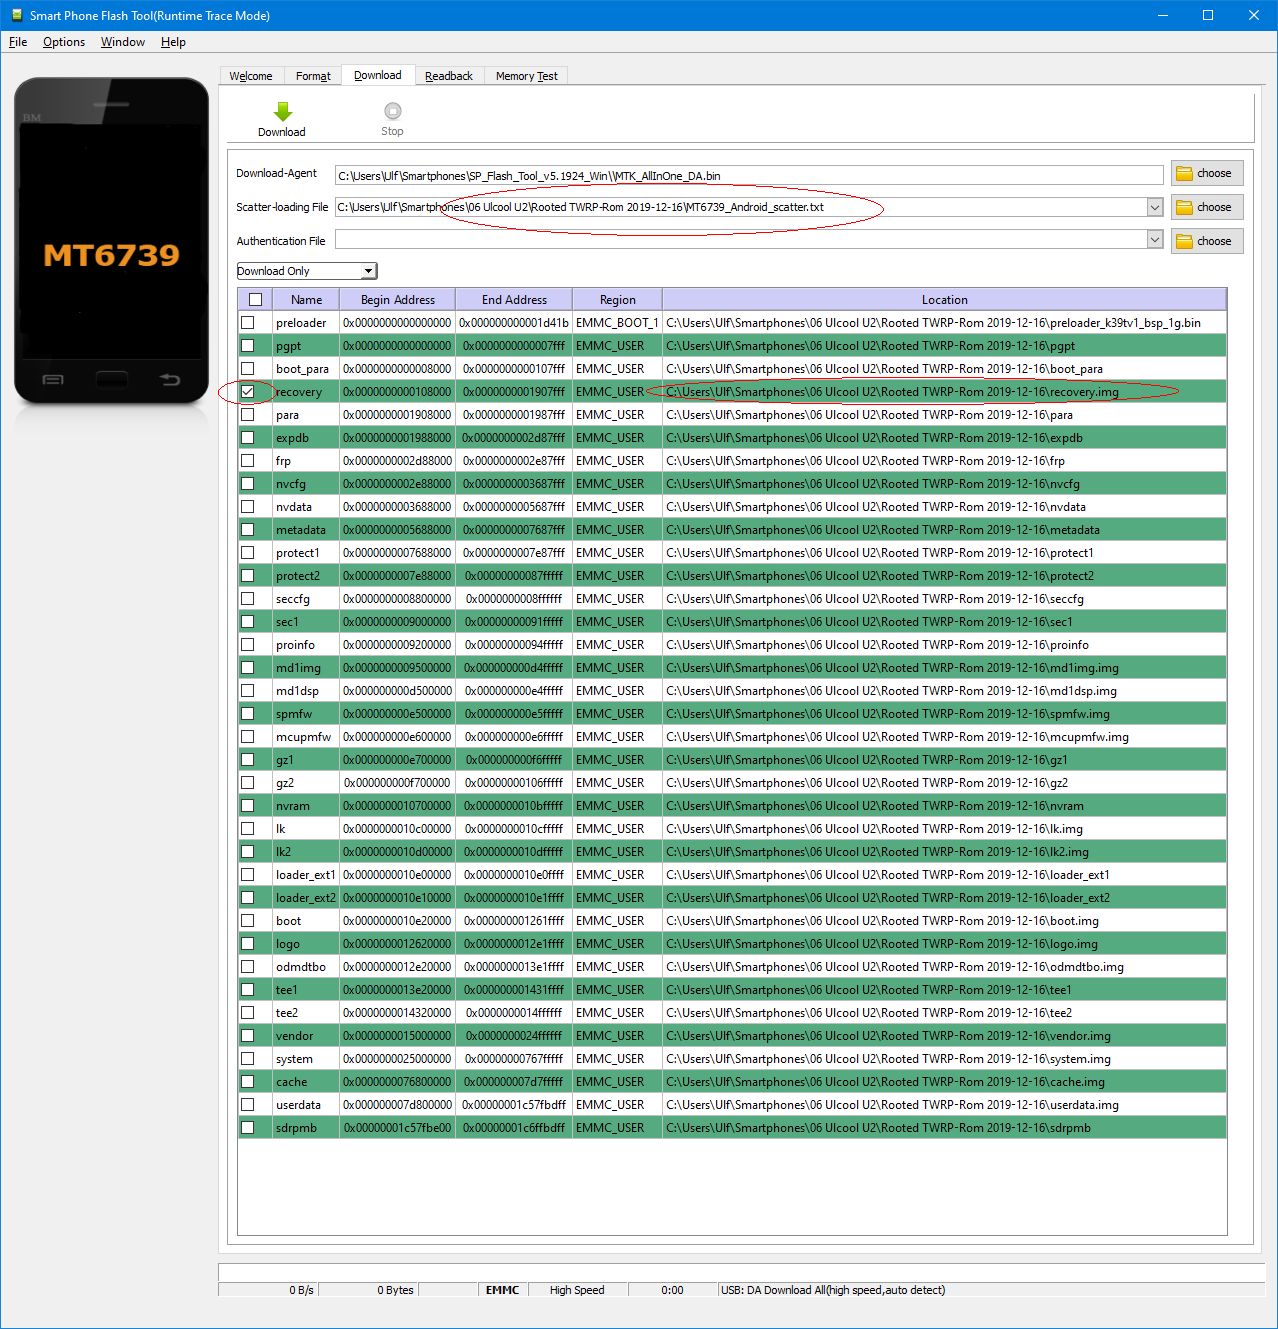 Smart Phone Flash Tool(Runtime Trace Mode)
File Options Window Help
Welcome Format Download Readback Memory Test
BM
MT6739
Download Stop
Download-Agent C:\Users\Ulf\Smartphones\SP_Flash_Tool_v5.1924_Win\\MTK_AllInOne_DA.bin choose
Scatter-loading File C:\Users\Ulf\Smartphones\06 Ulcool U2\Rooted TWRP-Rom 2019-12-16\MT6739_Android_scatter.txt choose
Authentication File choose
Download Only
Name Begin Address End Address Region Location
preloader 0x0000000000000000 0x000000000001d41b EMMC_BOOT_1 C:\Users\Ulf\Smartphones\06 Ulcool U2\Rooted TWRP-Rom 2019-12-16\preloader_k39tv1_bsp_1g.bin
pgpt 0x0000000000000000 0x0000000000007fff EMMC_USER C:\Users\Ulf\Smartphones\06 Ulcool U2\Rooted TWRP-Rom 2019-12-16\pgpt
boot_para 0x0000000000008000 0x0000000000107fff EMMC_USER C:\Users\Ulf\Smartphones\06 Ulcool U2\Rooted TWRP-Rom 2019-12-16\boot_para
recovery 0x0000000000108000 0x0000000001907fff EMMC_USER C:\Users\Ulf\Smartphones\06 Ulcool U2\Rooted TWRP-Rom 2019-12-16\recovery.img
para 0x0000000001908000 0x0000000001987fff EMMC_USER C:\Users\Ulf\Smartphones\06 Ulcool U2\Rooted TWRP-Rom 2019-12-16\para
expdb 0x0000000001988000 0x0000000002d87fff EMMC_USER C:\Users\Ulf\Smartphones\06 Ulcool U2\Rooted TWRP-Rom 2019-12-16\expdb
frp 0x0000000002d88000 0x0000000002e87fff EMMC_USER C:\Users\Ulf\Smartphones\06 Ulcool U2\Rooted TWRP-Rom 2019-12-16\frp
nvcfg 0x0000000002e88000 0x0000000003687fff EMMC_USER C:\Users\Ulf\Smartphones\06 Ulcool U2\Rooted TWRP-Rom 2019-12-16\nvcfg
nvdata 0x0000000003688000 0x0000000005687fff EMMC_USER C:\Users\Ulf\Smartphones\06 Ulcool U2\Rooted TWRP-Rom 2019-12-16\nvdata
metadata 0x0000000005688000 0x0000000007687fff EMMC_USER C:\Users\Ulf\Smartphones\06 Ulcool U2\Rooted TWRP-Rom 2019-12-16\metadata
protect1 0x0000000007688000 0x0000000007e87fff EMMC_USER C:\Users\Ulf\Smartphones\06 Ulcool U2\Rooted TWRP-Rom 2019-12-16\protect1
protect2 0x0000000007e88000 0x00000000087fffff EMMC_USER C:\Users\Ulf\Smartphones\06 Ulcool U2\Rooted TWRP-Rom 2019-12-16\protect2
seccfg 0x0000000008800000 0x0000000008ffffff EMMC_USER C:\Users\Ulf\Smartphones\06 Ulcool U2\Rooted TWRP-Rom 2019-12-16\seccfg
sec1 0x0000000009000000 0x00000000091fffff EMMC_USER C:\Users\Ulf\Smartphones\06 Ulcool U2\Rooted TWRP-Rom 2019-12-16\sec1
proinfo 0x0000000009200000 0x00000000094fffff EMMC_USER C:\Users\Ulf\Smartphones\06 Ulcool U2\Rooted TWRP-Rom 2019-12-16\proinfo
md1img 0x0000000009500000 0x000000000d4fffff EMMC_USER C:\Users\Ulf\Smartphones\06 Ulcool U2\Rooted TWRP-Rom 2019-12-16\md1img.img
md1dsp 0x000000000d500000 0x000000000e4fffff EMMC_USER C:\Users\Ulf\Smartphones\06 Ulcool U2\Rooted TWRP-Rom 2019-12-16\md1dsp.img
spmfw 0x000000000e500000 0x000000000e5fffff EMMC_USER C:\Users\Ulf\Smartphones\06 Ulcool U2\Rooted TWRP-Rom 2019-12-16\spmfw.img
mcupmfw 0x000000000e600000 0x000000000e6fffff EMMC_USER C:\Users\Ulf\Smartphones\06 Ulcool U2\Rooted TWRP-Rom 2019-12-16\mcupmfw.img
gz1 0x000000000e700000 0x000000000f6fffff EMMC_USER C:\Users\Ulf\Smartphones\06 Ulcool U2\Rooted TWRP-Rom 2019-12-16\gz1
gz2 0x000000000f700000 0x00000000106fffff EMMC_USER C:\Users\Ulf\Smartphones\06 Ulcool U2\Rooted TWRP-Rom 2019-12-16\gz2
nvram 0x0000000010700000 0x0000000010bfffff EMMC_USER C:\Users\Ulf\Smartphones\06 Ulcool U2\Rooted TWRP-Rom 2019-12-16\nvram
lk 0x0000000010c00000 0x0000000010cfffff EMMC_USER C:\Users\Ulf\Smartphones\06 Ulcool U2\Rooted TWRP-Rom 2019-12-16\lk.img
lk2 0x0000000010d00000 0x0000000010dfffff EMMC_USER C:\Users\Ulf\Smartphones\06 Ulcool U2\Rooted TWRP-Rom 2019-12-16\lk2.img
loader_ext1 0x0000000010e00000 0x0000000010e0ffff EMMC_USER C:\Users\Ulf\Smartphones\06 Ulcool U2\Rooted TWRP-Rom 2019-12-16\loader_ext1
loader_ext2 0x0000000010e10000 0x0000000010e1ffff EMMC_USER C:\Users\Ulf\Smartphones\06 Ulcool U2\Rooted TWRP-Rom 2019-12-16\loader_ext2
boot 0x0000000010e20000 0x000000001261ffff EMMC_USER C:\Users\Ulf\Smartphones\06 Ulcool U2\Rooted TWRP-Rom 2019-12-16\boot.img
logo 0x0000000012620000 0x0000000012e1ffff EMMC_USER C:\Users\Ulf\Smartphones\06 Ulcool U2\Rooted TWRP-Rom 2019-12-16\logo.img
odmdtbo 0x0000000012e20000 0x0000000013e1ffff EMMC_USER C:\Users\Ulf\Smartphones\06 Ulcool U2\Rooted TWRP-Rom 2019-12-16\odmdtbo.img
tee1 0x0000000013e20000 0x000000001431ffff EMMC_USER C:\Users\Ulf\Smartphones\06 Ulcool U2\Rooted TWRP-Rom 2019-12-16\tee1
tee2 0x0000000014320000 0x0000000014ffffff EMMC_USER C:\Users\Ulf\Smartphones\06 Ulcool U2\Rooted TWRP-Rom 2019-12-16\tee2
vendor 0x0000000015000000 0x0000000024ffffff EMMC_USER C:\Users\Ulf\Smartphones\06 Ulcool U2\Rooted TWRP-Rom 2019-12-16\vendor.img
system 0x0000000025000000 0x00000000767fffff EMMC_USER C:\Users\Ulf\Smartphones\06 Ulcool U2\Rooted TWRP-Rom 2019-12-16\system.img
cache 0x0000000076800000 0x000000007d7fffff EMMC_USER C:\Users\Ulf\Smartphones\06 Ulcool U2\Rooted TWRP-Rom 2019-12-16\cache.img
userdata 0x000000007d800000 0x00000001c57fbdff EMMC_USER C:\Users\Ulf\Smartphones\06 Ulcool U2\Rooted TWRP-Rom 2019-12-16\userdata.img
sdrpmb 0x00000001c57fbe00 0x00000001c6ffbdff EMMC_USER C:\Users\Ulf\Smartphones\06 Ulcool U2\Rooted TWRP-Rom 2019-12-16\sdrpmb
0 B/s 0 Bytes EMMC High Speed 0:00 USB: DA Download All(high speed,auto detect)